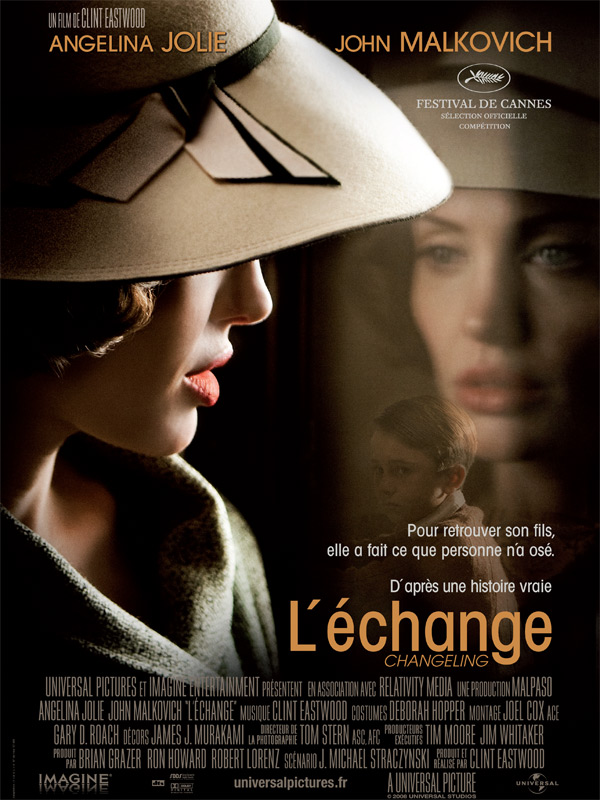 UN FILM DE CLINT EASTWOOD
ANGELINA JOLIE JOHN MALKOVICH
FESTIVAL DE CANNES
SÉLECTION OFFICIELLE
COMPÉTITION
Pour retrouver son fils,
elle a fait ce que personne n'a osé.
D'après une histoire vraie
L'échange
CHANGELING
UNIVERSAL PICTURES ET IMAGINE ENTERTAINMENT PRÉSENTENT EN ASSOCIATION AVEC RELATIVITY MEDIA UNE PRODUCTION MALPASO
ANGELINA JOLIE JOHN MALKOVICH "L'ÉCHANGE" MUSIQUE CLINT EASTWOOD COSTUMES DEBORAH HOPPER MONTAGE JOEL COX ACE
GARY D. ROACH DÉCORS JAMES J. MURAKAMI DIRECTEUR DE LA PHOTOGRAPHIE TOM STERN ASC, AFC PRODUCTEURS EXÉCUTIFS TIM MOORE JIM WHITAKER
PRODUIT PAR BRIAN GRAZER RON HOWARD ROBERT LORENZ SCÉNARIO J. MICHAEL STRACZYNSKI PRODUIT ET RÉALISÉ PAR CLINT EASTWOOD
IMAGINE dts universalpictures.fr A UNIVERSAL PICTURE UNIVERSAL
© 2008 UNIVERSAL STUDIOS